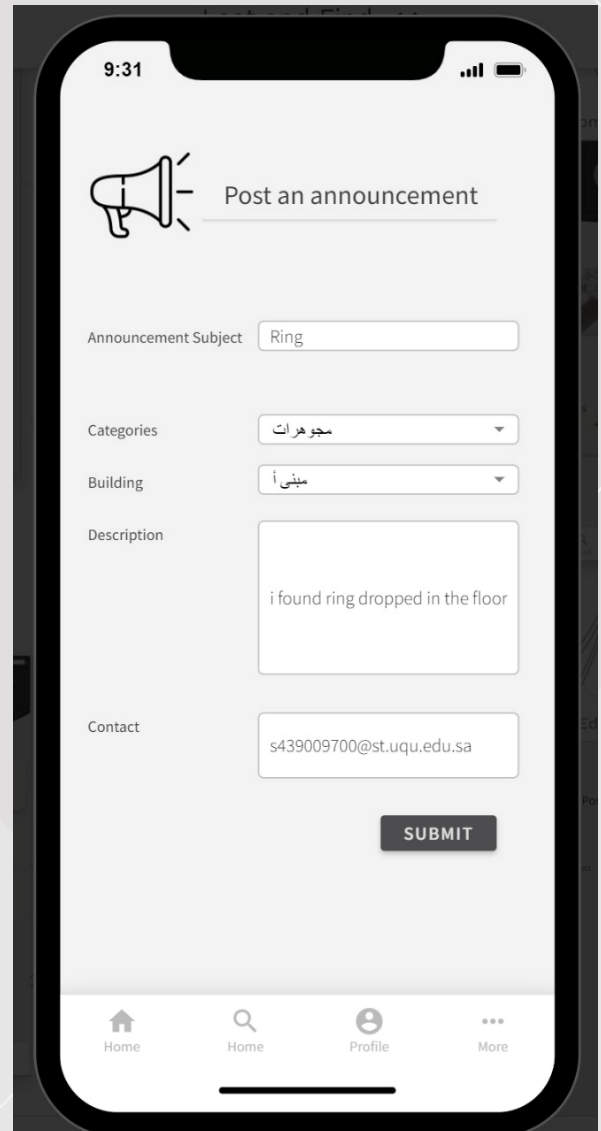 9:31
Post an announcement
Announcement Subject
Ring
Categories
مجوهرات
Building
مبنى أ
Description
i found ring dropped in the floor
Contact
s439009700@st.uqu.edu.sa
SUBMIT
Home
Home
Profile
More